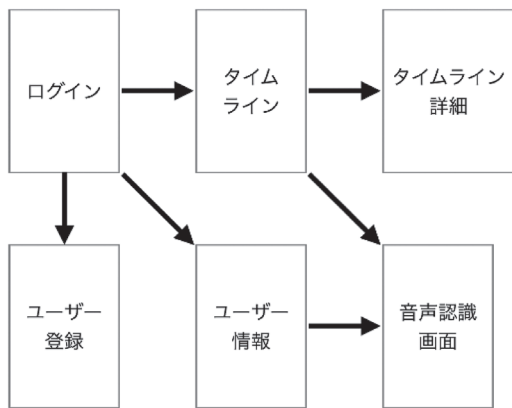 ログイン
タイム
ライン
タイムライン
詳細
ユーザー
登録
ユーザー
情報
音声認識
画面